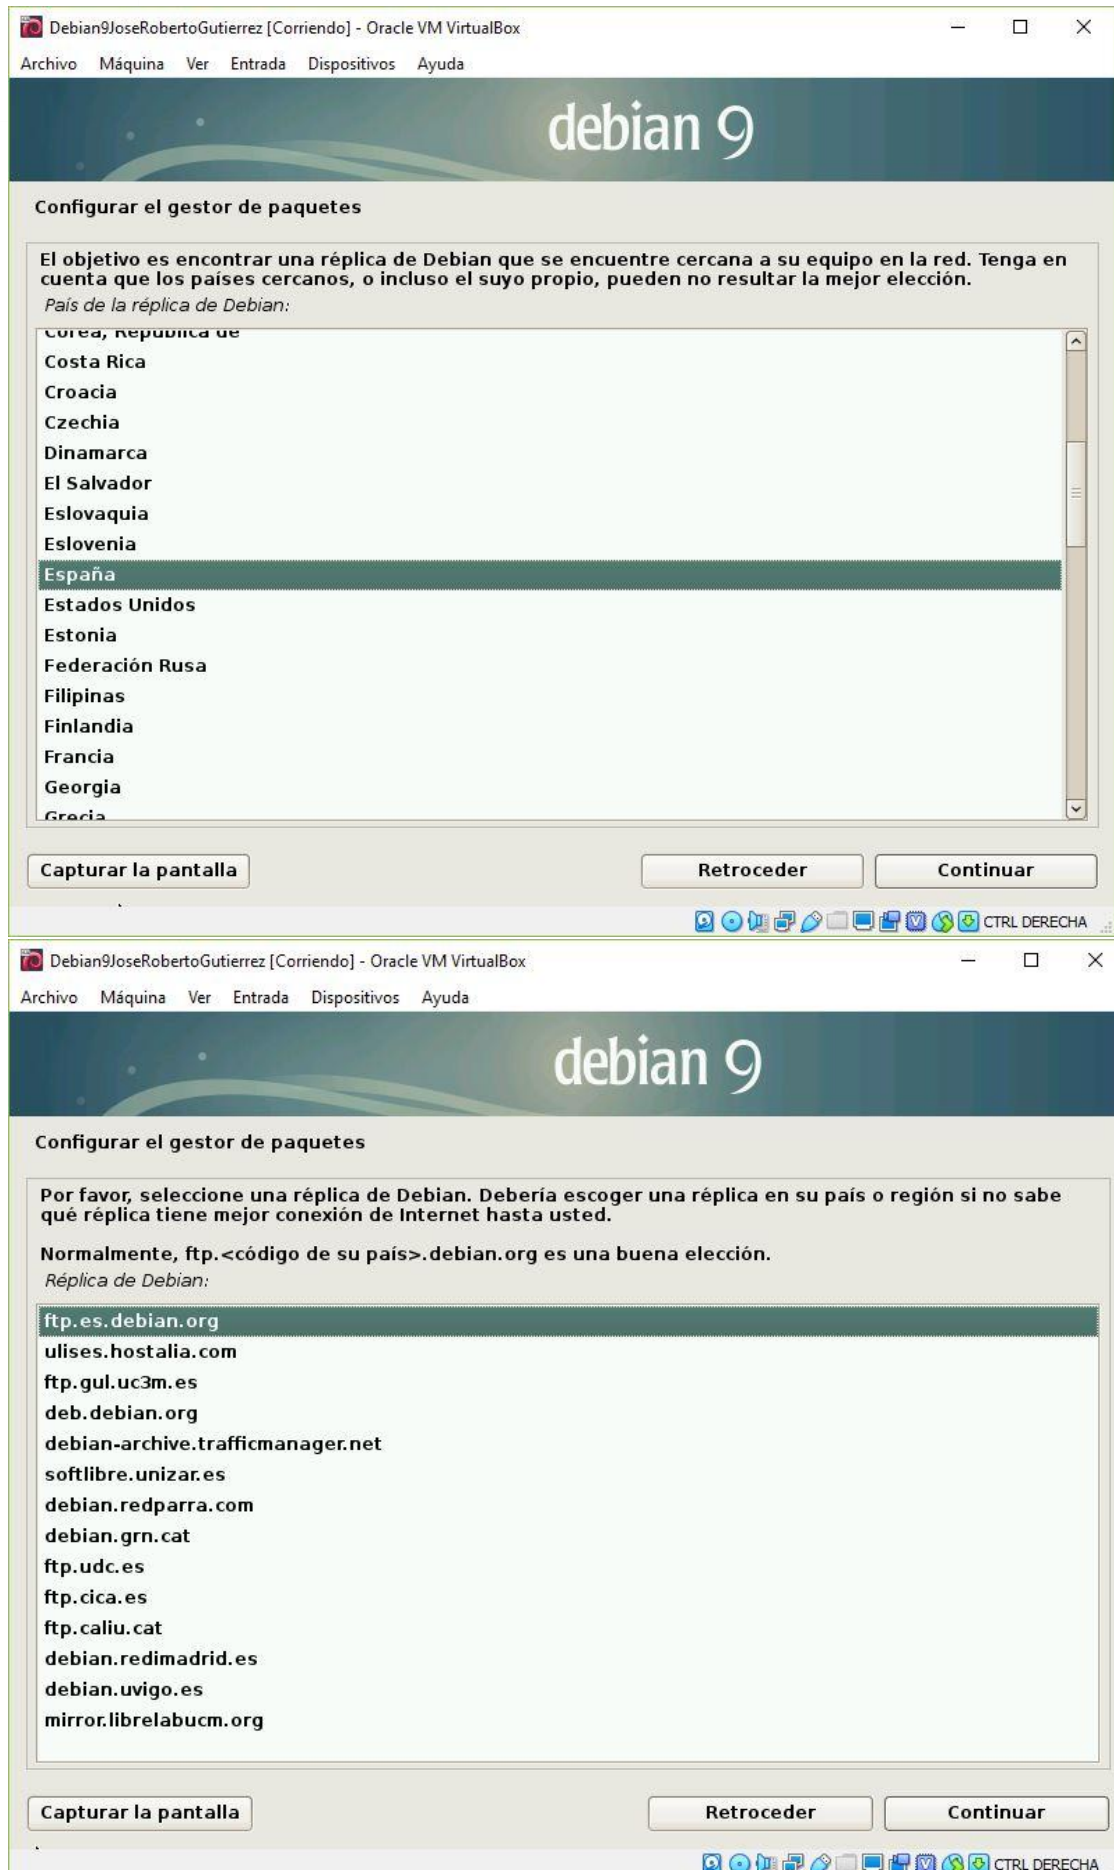 Debian9JoseRobertoGutierrez [Corriendo] - Oracle VM VirtualBox
Archivo Máquina Ver Entrada Dispositivos Ayuda
debian 9
Configurar el gestor de paquetes
El objetivo es encontrar una réplica de Debian que se encuentre cercana a su equipo en la red. Tenga en
cuenta que los países cercanos, o incluso el suyo propio, pueden no resultar la mejor elección.
País de la réplica de Debian:
Corea, República de
Costa Rica
Croacia
Czechia
Dinamarca
El Salvador
Eslovaquia
Eslovenia
España
Estados Unidos
Estonia
Federación Rusa
Filipinas
Finlandia
Francia
Georgia
Grecia
Capturar la pantalla Retroceder Continuar
CTRL DERECHA
Debian9JoseRobertoGutierrez [Corriendo] - Oracle VM VirtualBox
Archivo Máquina Ver Entrada Dispositivos Ayuda
debian 9
Configurar el gestor de paquetes
Por favor, seleccione una réplica de Debian. Debería escoger una réplica en su país o región si no sabe
qué réplica tiene mejor conexión de Internet hasta usted.
Normalmente, ftp.<código de su país>.debian.org es una buena elección.
Réplica de Debian:
ftp.es.debian.org
ulises.hostalia.com
ftp.gul.uc3m.es
deb.debian.org
debian-archive.trafficmanager.net
softlibre.unizar.es
debian.redparra.com
debian.grn.cat
ftp.udc.es
ftp.cica.es
ftp.caliu.cat
debian.redimadrid.es
debian.uvigo.es
mirror.librelabucm.org
Capturar la pantalla Retroceder Continuar
CTRL DERECHA